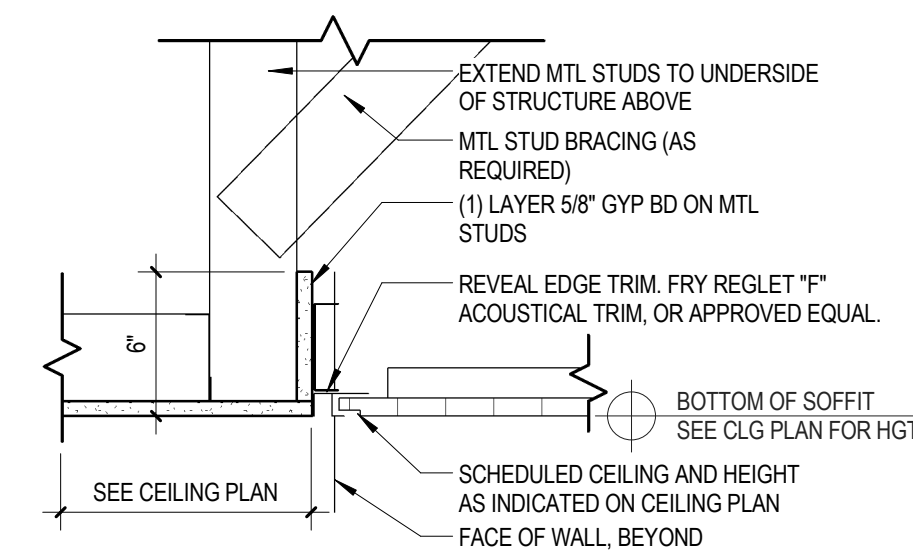 EXTEND MTL STUDS TO UNDERSIDE
OF STRUCTURE ABOVE
MTL STUD BRACING (AS
REQUIRED)
(1) LAYER 5/8" GYP BD ON MTL
STUDS
REVEAL EDGE TRIM. FRY REGLET "F"
ACOUSTICAL TRIM, OR APPROVED EQUAL.
6"
BOTTOM OF SOFFIT
SEE CLG PLAN FOR HGT
SEE CEILING PLAN
SCHEDULED CEILING AND HEIGHT
AS INDICATED ON CEILING PLAN
FACE OF WALL, BEYOND